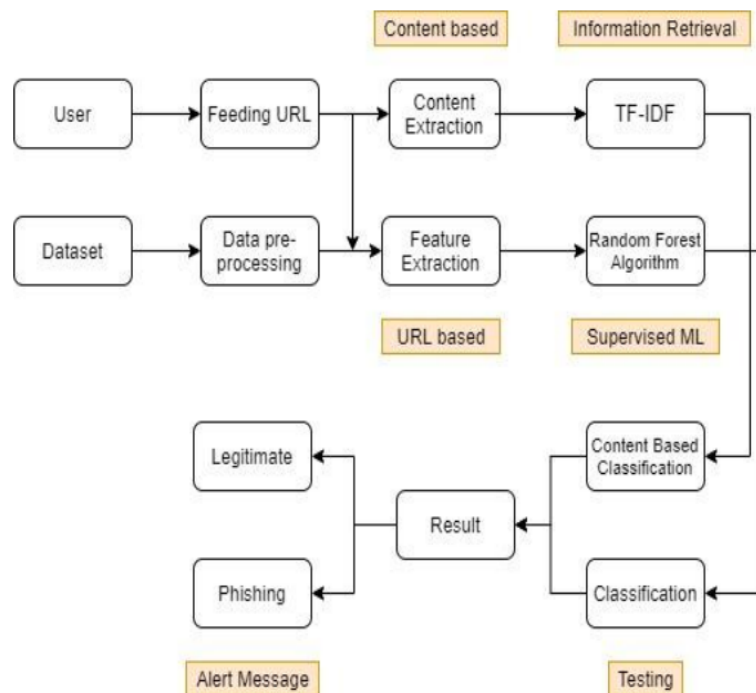 Content based
Information Retrieval
User
Feeding URL
Content
Extraction
TF-IDF
Dataset
Data pre-
processing
Feature
Extraction
Random Forest
Algorithm
URL based
Supervised ML
Legitimate
Content Based
Classification
Result
Phishing
Classification
Alert Message
Testing